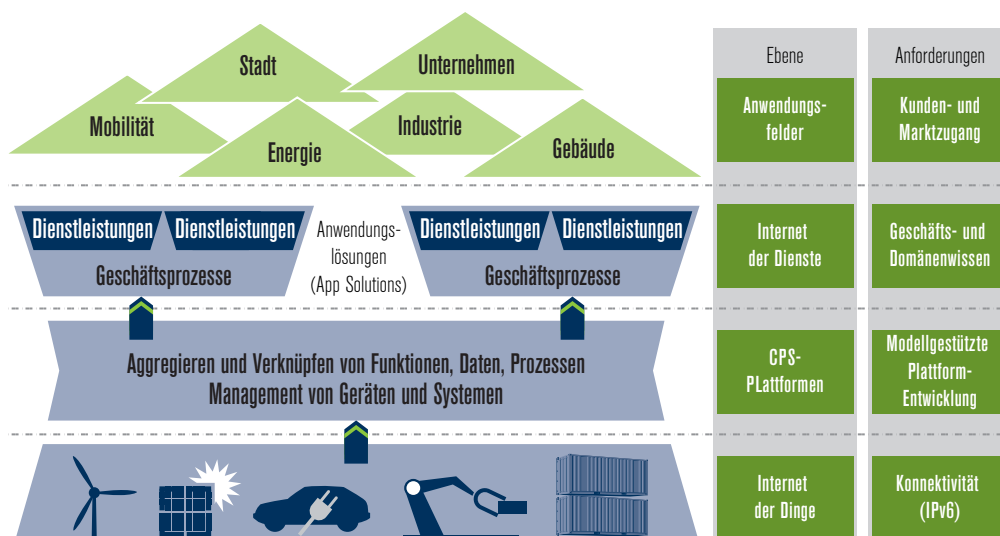 Stadt
Unternehmen
Mobilität
Industrie
Energie
Gebäude
Ebene
Anforderungen
Anwendungs-
felder
Kunden- und
Marktzugang
Dienstleistungen
Dienstleistungen
Geschäftsprozesse
Anwendungs-
lösungen
(App Solutions)
Dienstleistungen
Dienstleistungen
Geschäftsprozesse
Internet
der Dienste
Geschäfts- und
Domänenwissen
Aggregieren und Verknüpfen von Funktionen, Daten, Prozessen
Management von Geräten und Systemen
CPS-
PLattformen
Modellgestützte
Plattform-
Entwicklung
Internet
der Dinge
Konnektivität
(IPv6)